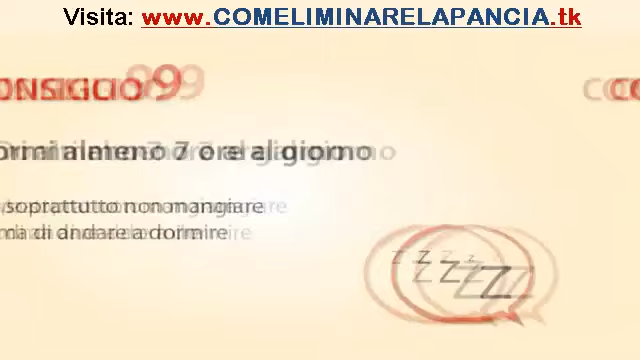 Visita: www.COMELIMINARELAPANCIA.tk
ONSIGLIO 9
ormi almeno 7 ore al giorno
soprattutto non mangiare
ma di andare a dormire
z Z Z z Z Z